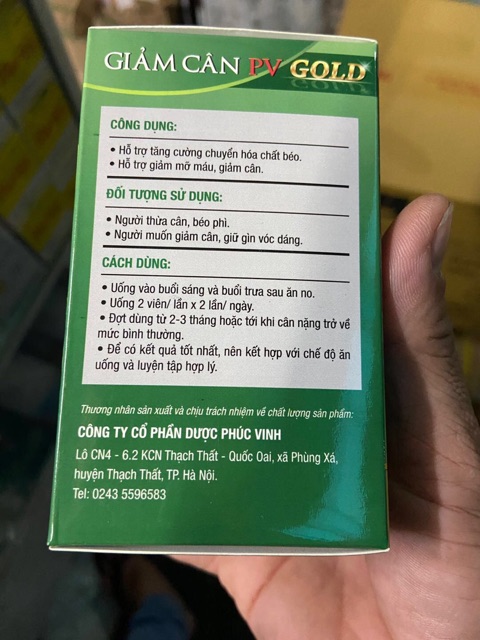 GIẢM CÂN PV GOLD
CÔNG DỤNG:
• Hỗ trợ tăng cường chuyển hóa chất béo.
• Hỗ trợ giảm mỡ máu, giảm cân.
ĐỐI TƯỢNG SỬ DỤNG:
• Người thừa cân, béo phì.
• Người muốn giảm cân, giữ gìn vóc dáng.
CÁCH DÙNG:
• Uống vào buổi sáng và buổi trưa sau ăn no.
• Uống 2 viên/ lần x 2 lần/ ngày.
• Đợt dùng từ 2-3 tháng hoặc tới khi cân nặng trở về
mức bình thường.
• Để có kết quả tốt nhất, nên kết hợp với chế độ ăn
uống và luyện tập hợp lý.
Thương nhân sản xuất và chịu trách nhiệm về chất lượng sản phẩm:
CÔNG TY CỔ PHẦN DƯỢC PHÚC VINH
Lô CN4 - 6.2 KCN Thạch Thất - Quốc Oai, xã Phùng Xá,
huyện Thạch Thất, TP. Hà Nội.
Tel: 0243 5596583